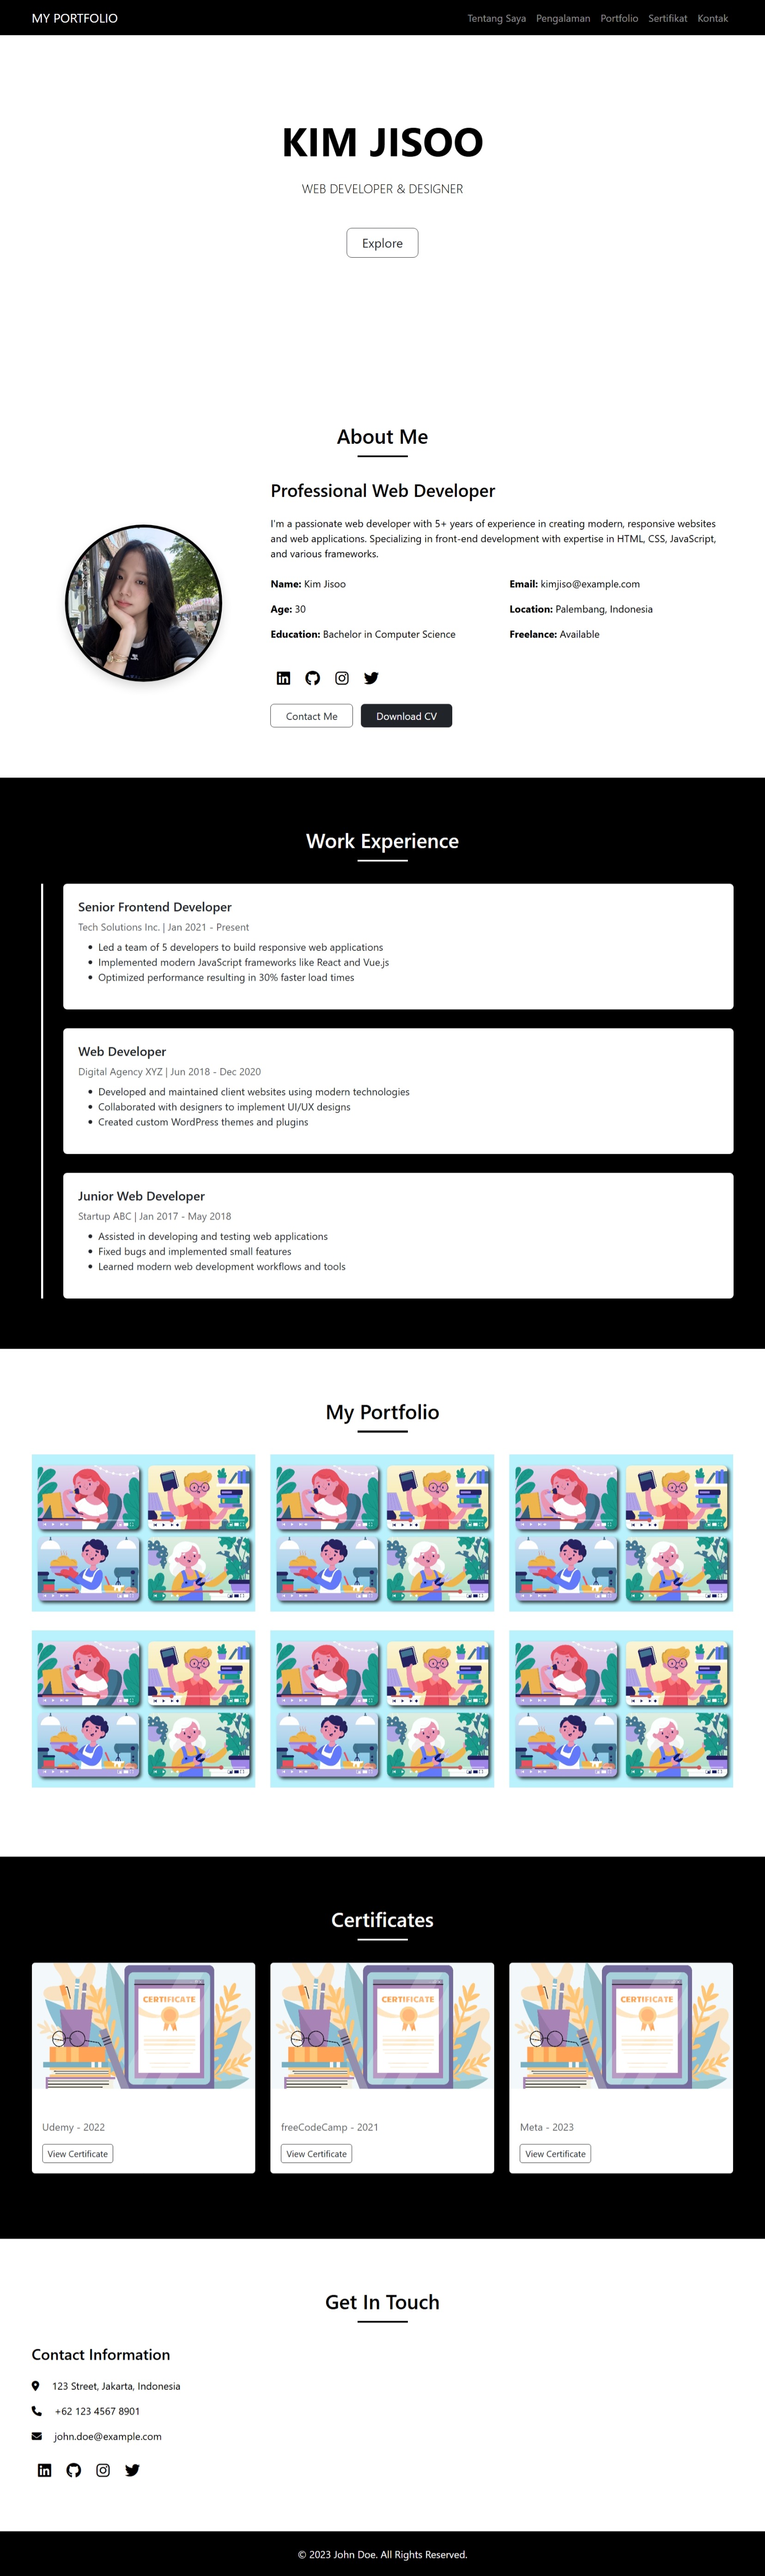 MY PORTFOLIO
Tentang Saya Pengalaman Portfolio Sertifikat Kontak
KIM JISOO
WEB DEVELOPER & DESIGNER
Explore
About Me
Professional Web Developer
I'm a passionate web developer with 5+ years of experience in creating modern, responsive websites
and web applications. Specializing in front-end development with expertise in HTML, CSS, JavaScript,
and various frameworks.
Name: Kim Jisoo
Email: kimjiso@example.com
Age: 30
Location: Palembang, Indonesia
Education: Bachelor in Computer Science
Freelance: Available
Contact Me
Download CV
Work Experience
Senior Frontend Developer
Tech Solutions Inc. | Jan 2021 - Present
Led a team of 5 developers to build responsive web applications
Implemented modern JavaScript frameworks like React and Vue.js
Optimized performance resulting in 30% faster load times
Web Developer
Digital Agency XYZ | Jun 2018 - Dec 2020
Developed and maintained client websites using modern technologies
Collaborated with designers to implement UI/UX designs
Created custom WordPress themes and plugins
Junior Web Developer
Startup ABC | Jan 2017 - May 2018
Assisted in developing and testing web applications
Fixed bugs and implemented small features
Learned modern web development workflows and tools
My Portfolio
Certificates
CERTIFICATE
CERTIFICATE
CERTIFICATE
Udemy - 2022
freeCodeCamp - 2021
Meta - 2023
View Certificate
View Certificate
View Certificate
Get In Touch
Contact Information
123 Street, Jakarta, Indonesia
+62 123 4567 8901
john.doe@example.com
© 2023 John Doe. All Rights Reserved.